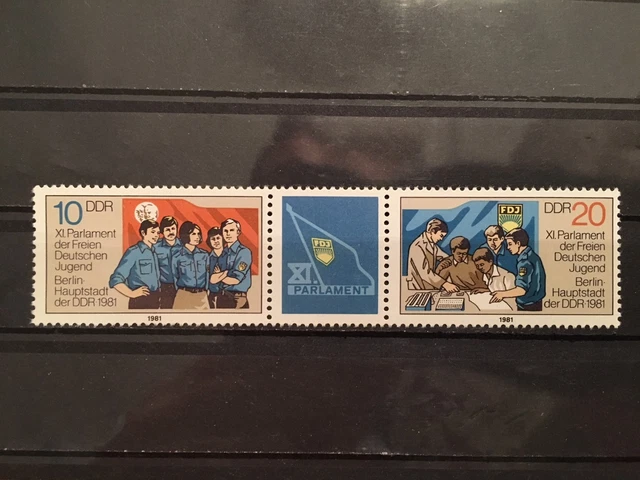 10 DDR
XI. Parlament
der Freien
Deutschen
Jugend
Berlin-
Hauptstadt
der DDR 1981
1981
FDJ
XI.
PARLAMENT
FDJ
DDR 20
XI. Parlament
der Freien
Deutschen
Jugend
Berlin-
Hauptstadt
der DDR 1981
1981